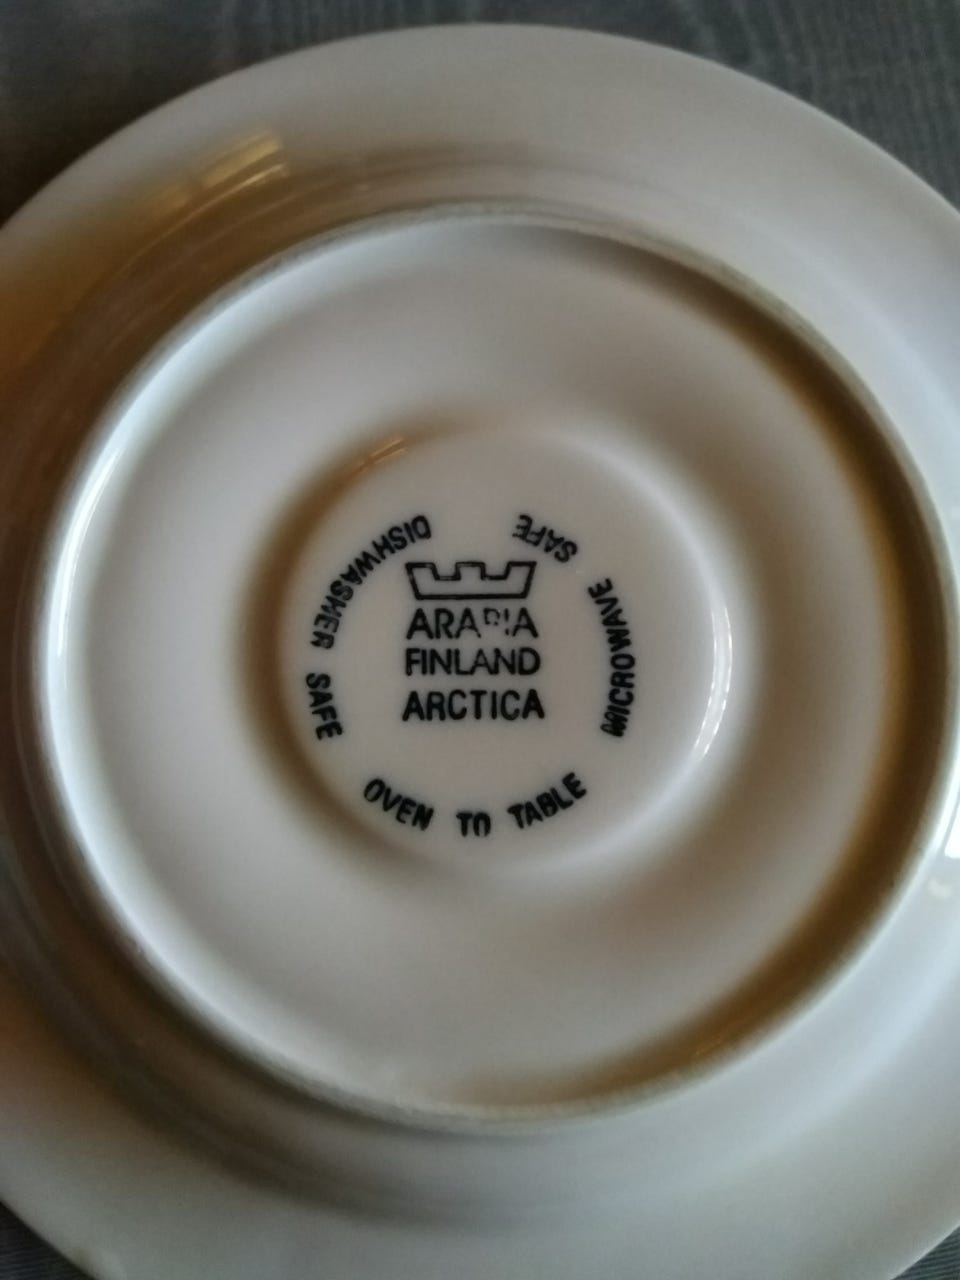 ARABIA
FINLAND
ARCTICA
DISHWASHER SAFE
OVEN TO TABLE
MICROWAVE SAFE